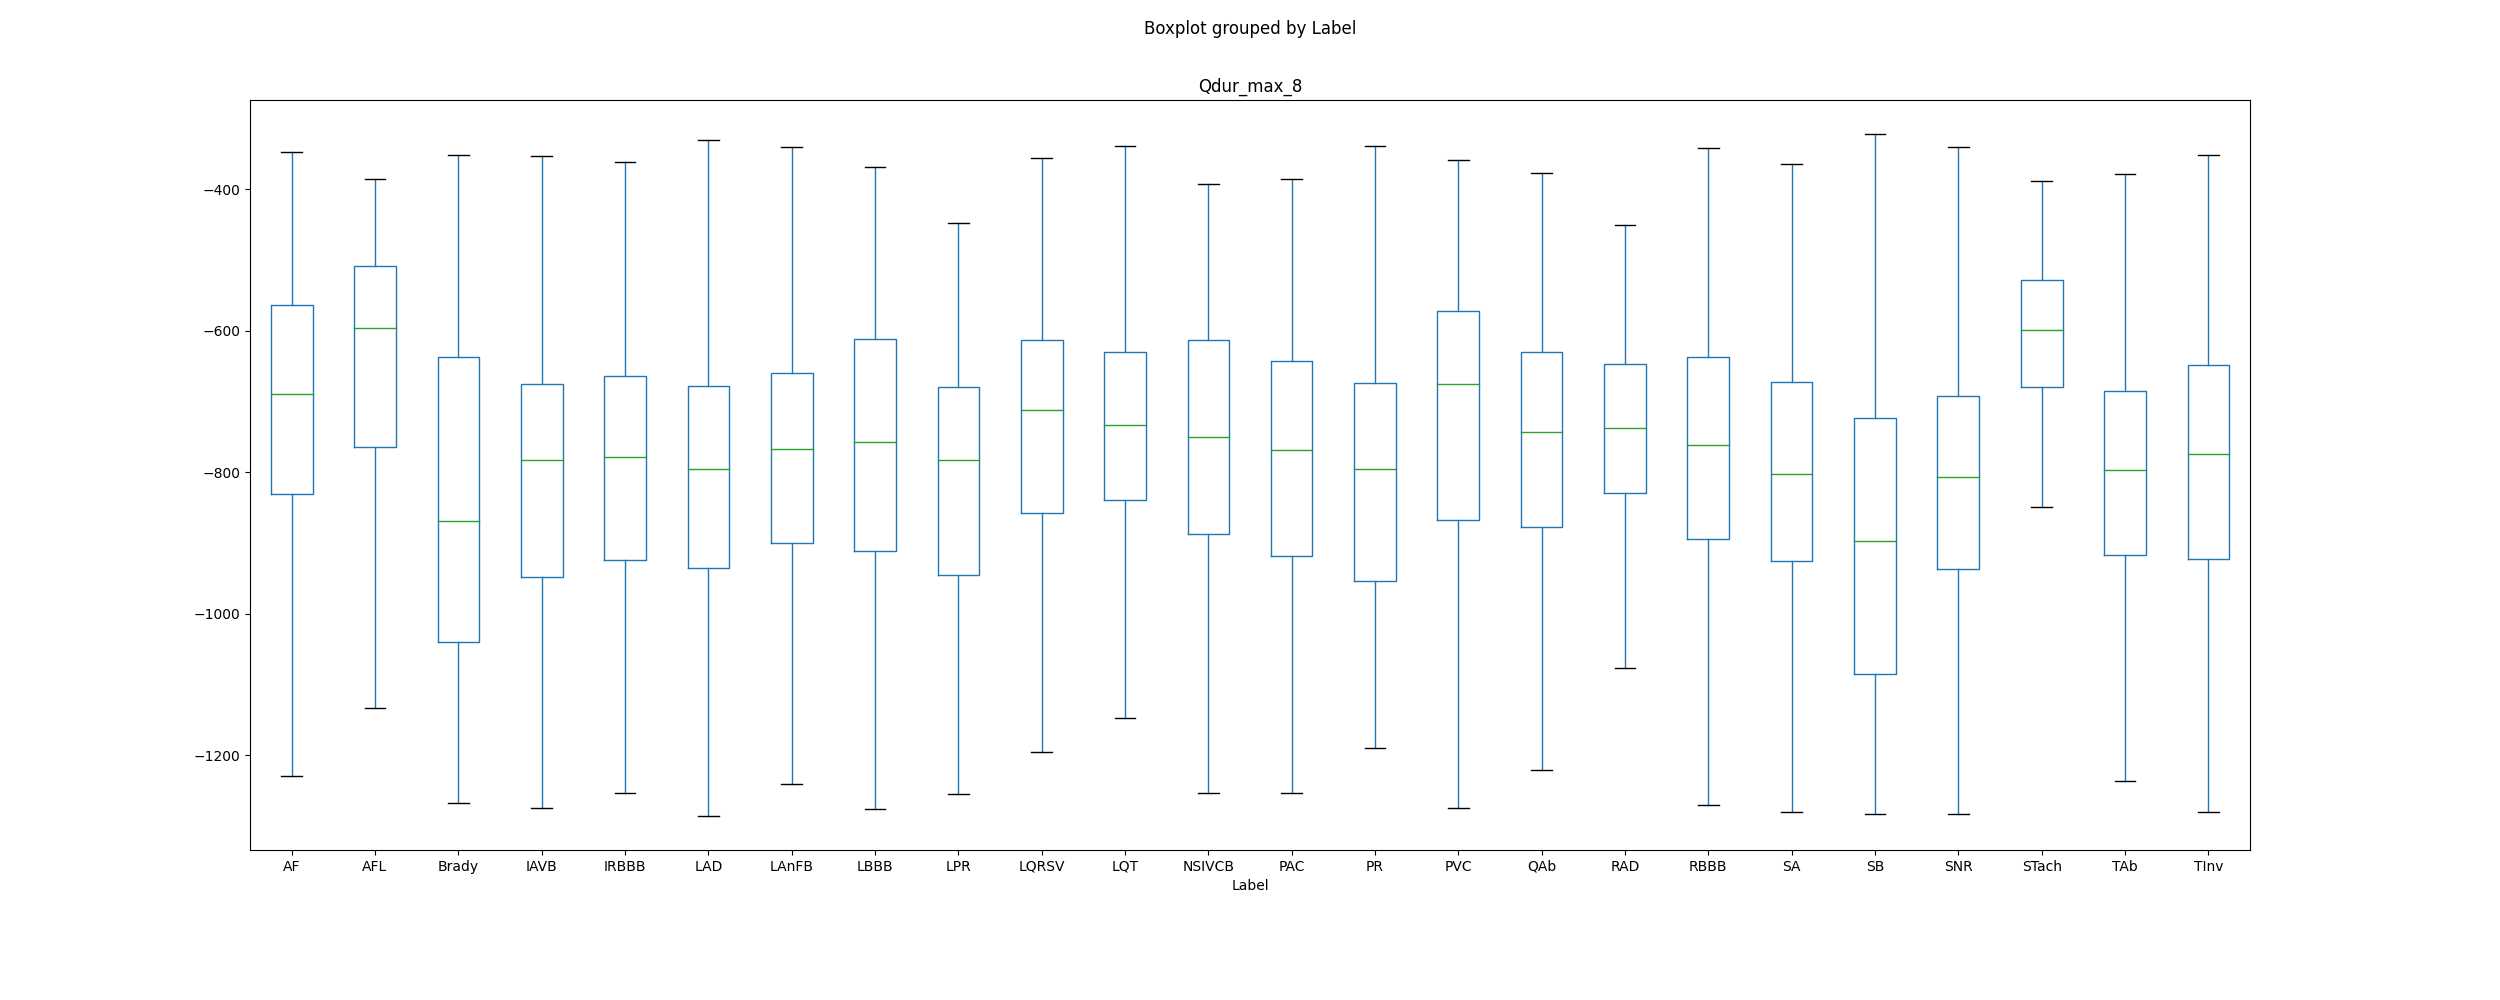 Boxplot grouped by Label
Qdur_max_8
−400
−600
−800
−1000
−1200
AF AFL Brady IAVB IRBBB LAD LAnFB LBBB LPR LQRSV LQT NSIVCB PAC PR PVC QAb RAD RBBB SA SB SNR STach TAb TInv
Label